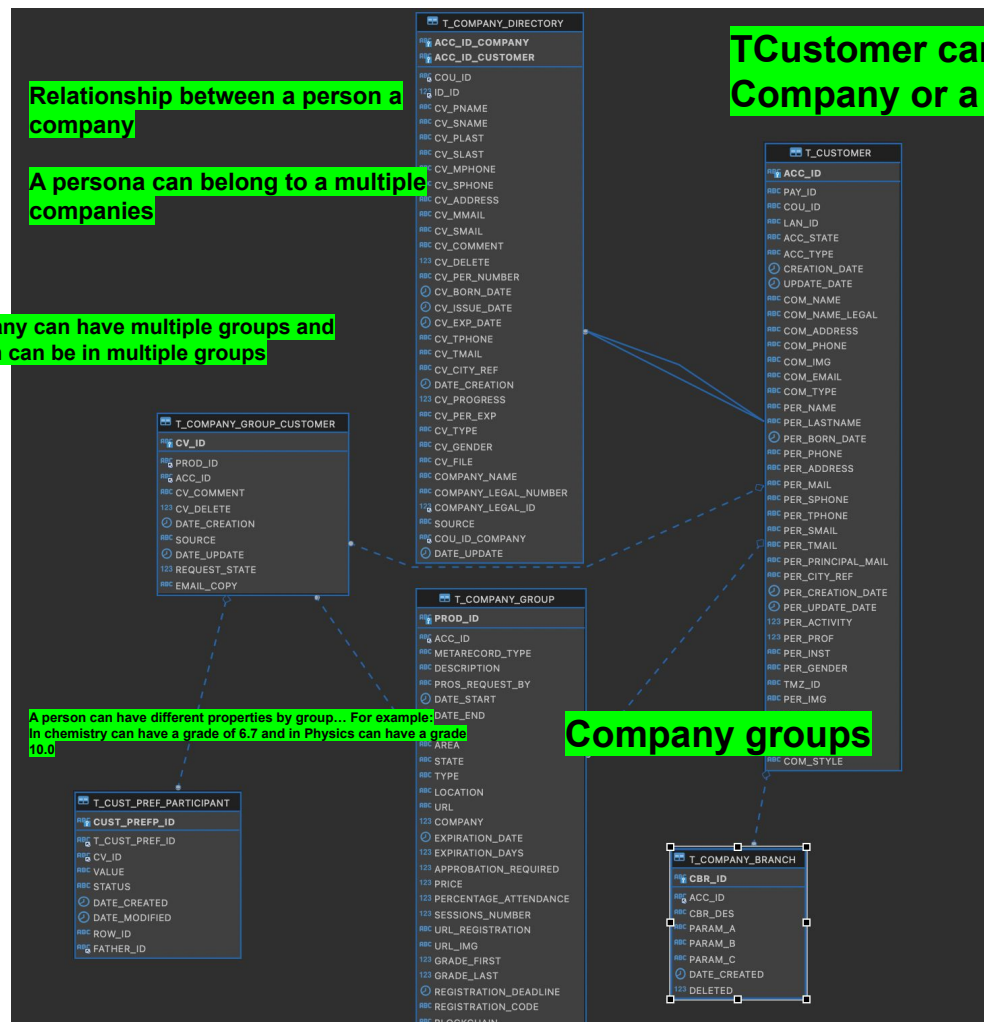 T_COMPANY_DIRECTORY
ACC_ID_COMPANY
ACC_ID_CUSTOMER
COU_ID
ID_ID
CV_PNAME
CV_SNAME
CV_PLAST
CV_SLAST
CV_MPHONE
CV_SPHONE
CV_ADDRESS
CV_MMAIL
CV_SMAIL
CV_COMMENT
CV_DELETE
CV_PER_NUMBER
CV_BORN_DATE
CV_ISSUE_DATE
CV_EXP_DATE
CV_TPHONE
CV_TMAIL
CV_CITY_REF
DATE_CREATION
CV_PROGRESS
CV_PER_EXP
CV_TYPE
CV_GENDER
CV_FILE
COMPANY_NAME
COMPANY_LEGAL_NUMBER
COMPANY_LEGAL_ID
SOURCE
COU_ID_COMPANY
DATE_UPDATE
TCustomer can
Company or a
Relationship between a person a
company
A persona can belong to a multiple
companies
any can have multiple groups and
n can be in multiple groups
T_CUSTOMER
ACC_ID
PAY_ID
COU_ID
LAN_ID
ACC_STATE
ACC_TYPE
CREATION_DATE
UPDATE_DATE
COM_NAME
COM_NAME_LEGAL
COM_ADDRESS
COM_PHONE
COM_IMG
COM_EMAIL
COM_TYPE
PER_NAME
PER_LASTNAME
PER_BORN_DATE
PER_PHONE
PER_ADDRESS
PER_MAIL
PER_SPHONE
PER_TPHONE
PER_SMAIL
PER_TMAIL
PER_PRINCIPAL_MAIL
PER_CITY_REF
PER_CREATION_DATE
PER_UPDATE_DATE
PER_ACTIVITY
PER_PROF
PER_INST
PER_GENDER
TMZ_ID
PER_IMG
COM_STYLE
T_COMPANY_GROUP_CUSTOMER
CV_ID
PROD_ID
ACC_ID
CV_COMMENT
CV_DELETE
DATE_CREATION
SOURCE
DATE_UPDATE
REQUEST_STATE
EMAIL_COPY
T_COMPANY_GROUP
PROD_ID
ACC_ID
METARECORD_TYPE
DESCRIPTION
PROS_REQUEST_BY
DATE_START
DATE_END
AREA
STATE
TYPE
LOCATION
URL
COMPANY
EXPIRATION_DATE
EXPIRATION_DAYS
APPROBATION_REQUIRED
PRICE
PERCENTAGE_ATTENDANCE
SESSIONS_NUMBER
URL_REGISTRATION
URL_IMG
GRADE_FIRST
GRADE_LAST
REGISTRATION_DEADLINE
REGISTRATION_CODE
BLOCKCHAIN
A person can have different properties by group... For example:
In chemistry can have a grade of 6.7 and in Physics can have a grade
10.0
Company groups
T_CUST_PREF_PARTICIPANT
CUST_PREFP_ID
T_CUST_PREF_ID
CV_ID
VALUE
STATUS
DATE_CREATED
DATE_MODIFIED
ROW_ID
FATHER_ID
T_COMPANY_BRANCH
CBR_ID
ACC_ID
CBR_DES
PARAM_A
PARAM_B
PARAM_C
DATE_CREATED
DELETED